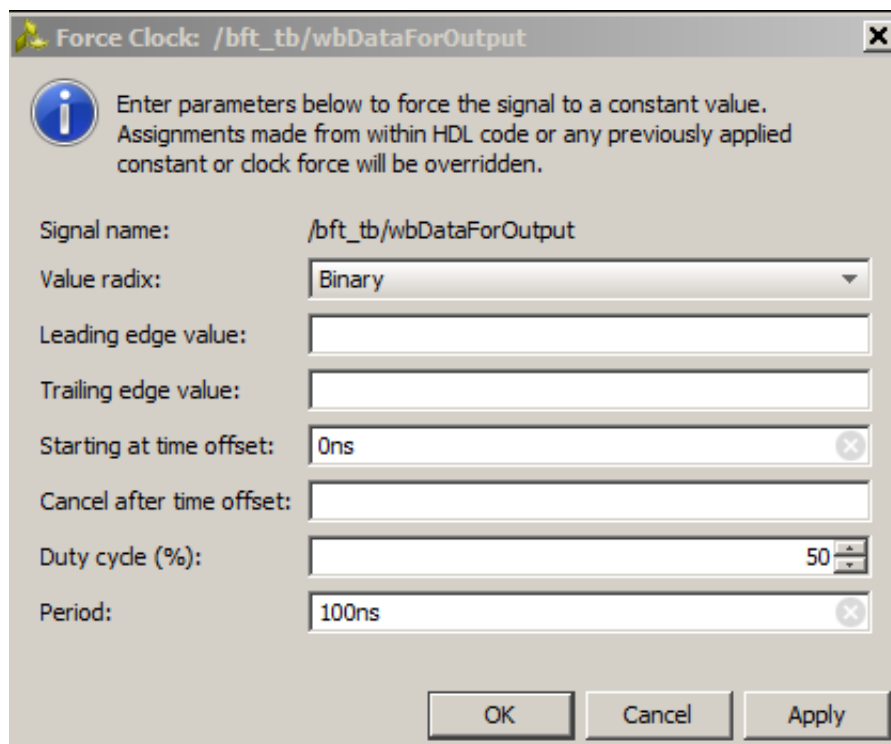 Force Clock: /bft_tb/wbDataForOutput
Enter parameters below to force the signal to a constant value.
Assignments made from within HDL code or any previously applied
constant or clock force will be overridden.
Signal name: /bft_tb/wbDataForOutput
Value radix: Binary
Leading edge value:
Trailing edge value:
Starting at time offset: 0ns
Cancel after time offset:
Duty cycle (%): 50
Period: 100ns
OK Cancel Apply